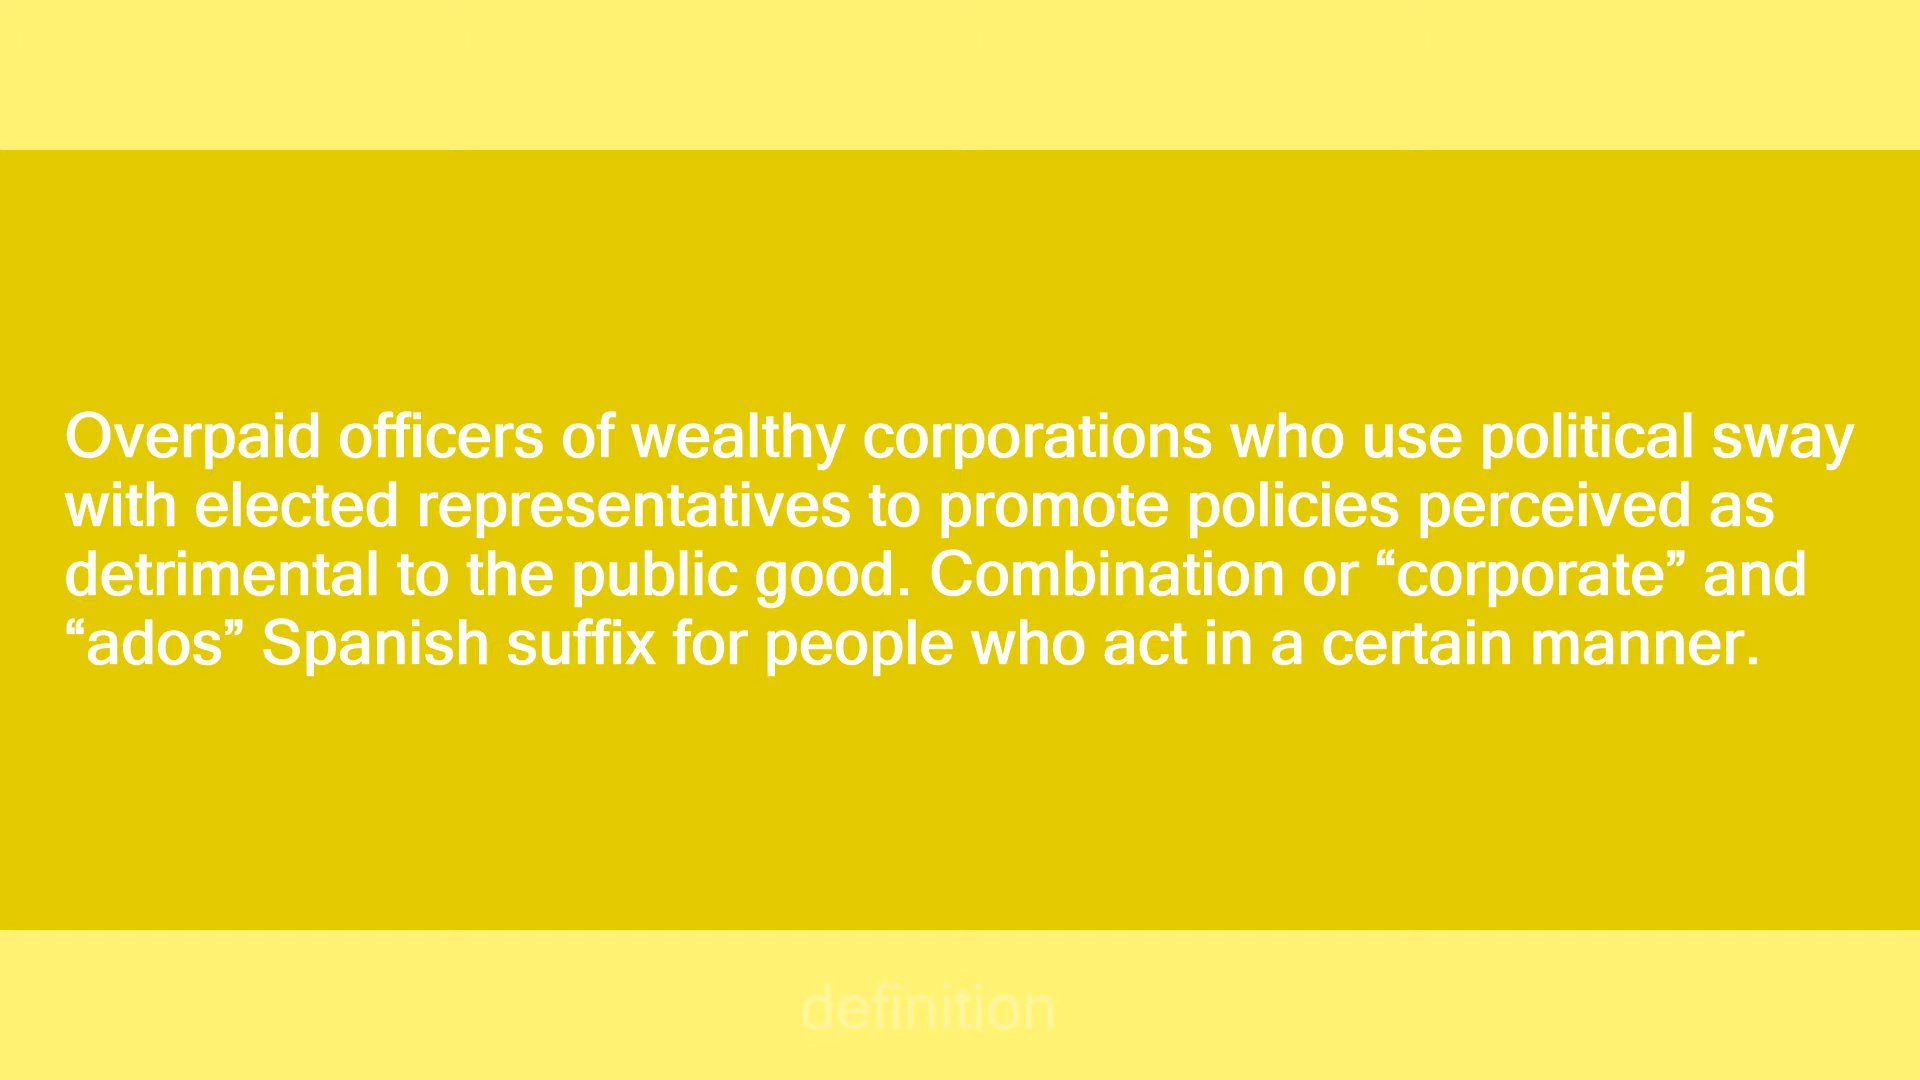 Overpaid officers of wealthy corporations who use political sway
with elected representatives to promote policies perceived as
detrimental to the public good. Combination or “corporate” and
“ados” Spanish suffix for people who act in a certain manner.
definition